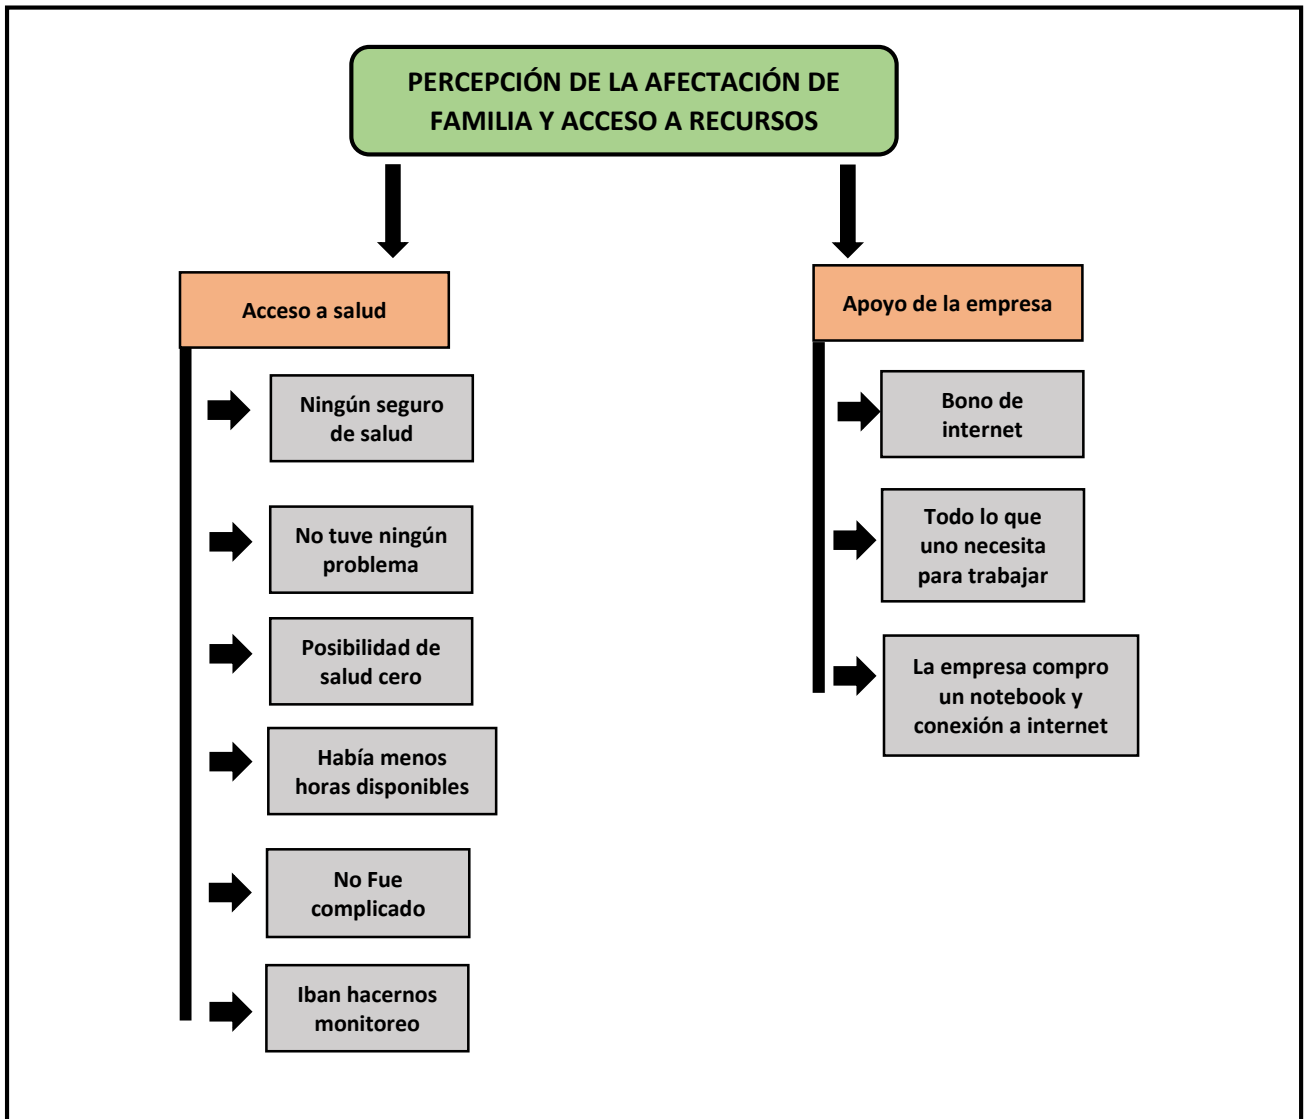 PERCEPCIÓN DE LA AFECTACIÓN DE
FAMILIA Y ACCESO A RECURSOS
Acceso a salud
Ningún seguro
de salud
No tuve ningún
problema
Posibilidad de
salud cero
Había menos
horas disponibles
No Fue
complicado
Iban hacernos
monitoreo
Apoyo de la empresa
Bono de
internet
Todo lo que
uno necesita
para trabajar
La empresa compro
un notebook y
conexión a internet